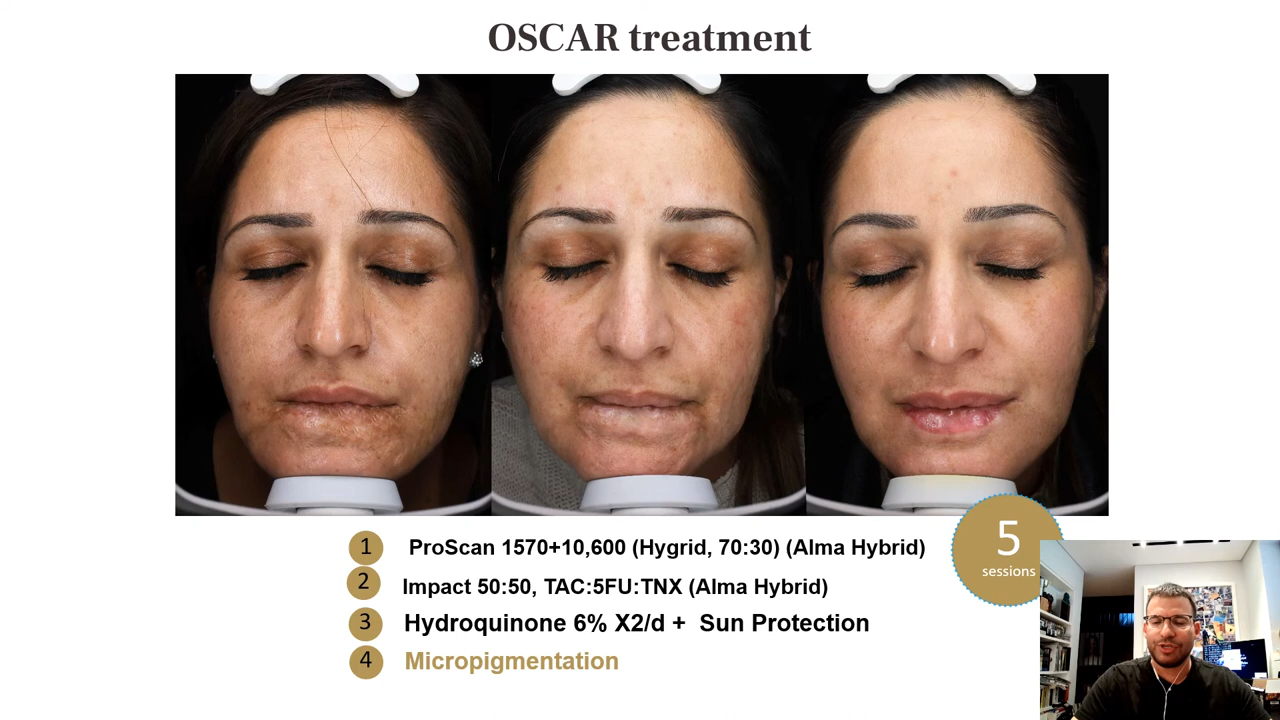 OSCAR treatment
1 ProScan 1570+10,600 (Hygrid, 70:30) (Alma Hybrid)
5
sessions
2 Impact 50:50, TAC:5FU:TNX (Alma Hybrid)
3 Hydroquinone 6% X2/d + Sun Protection
4 Micropigmentation